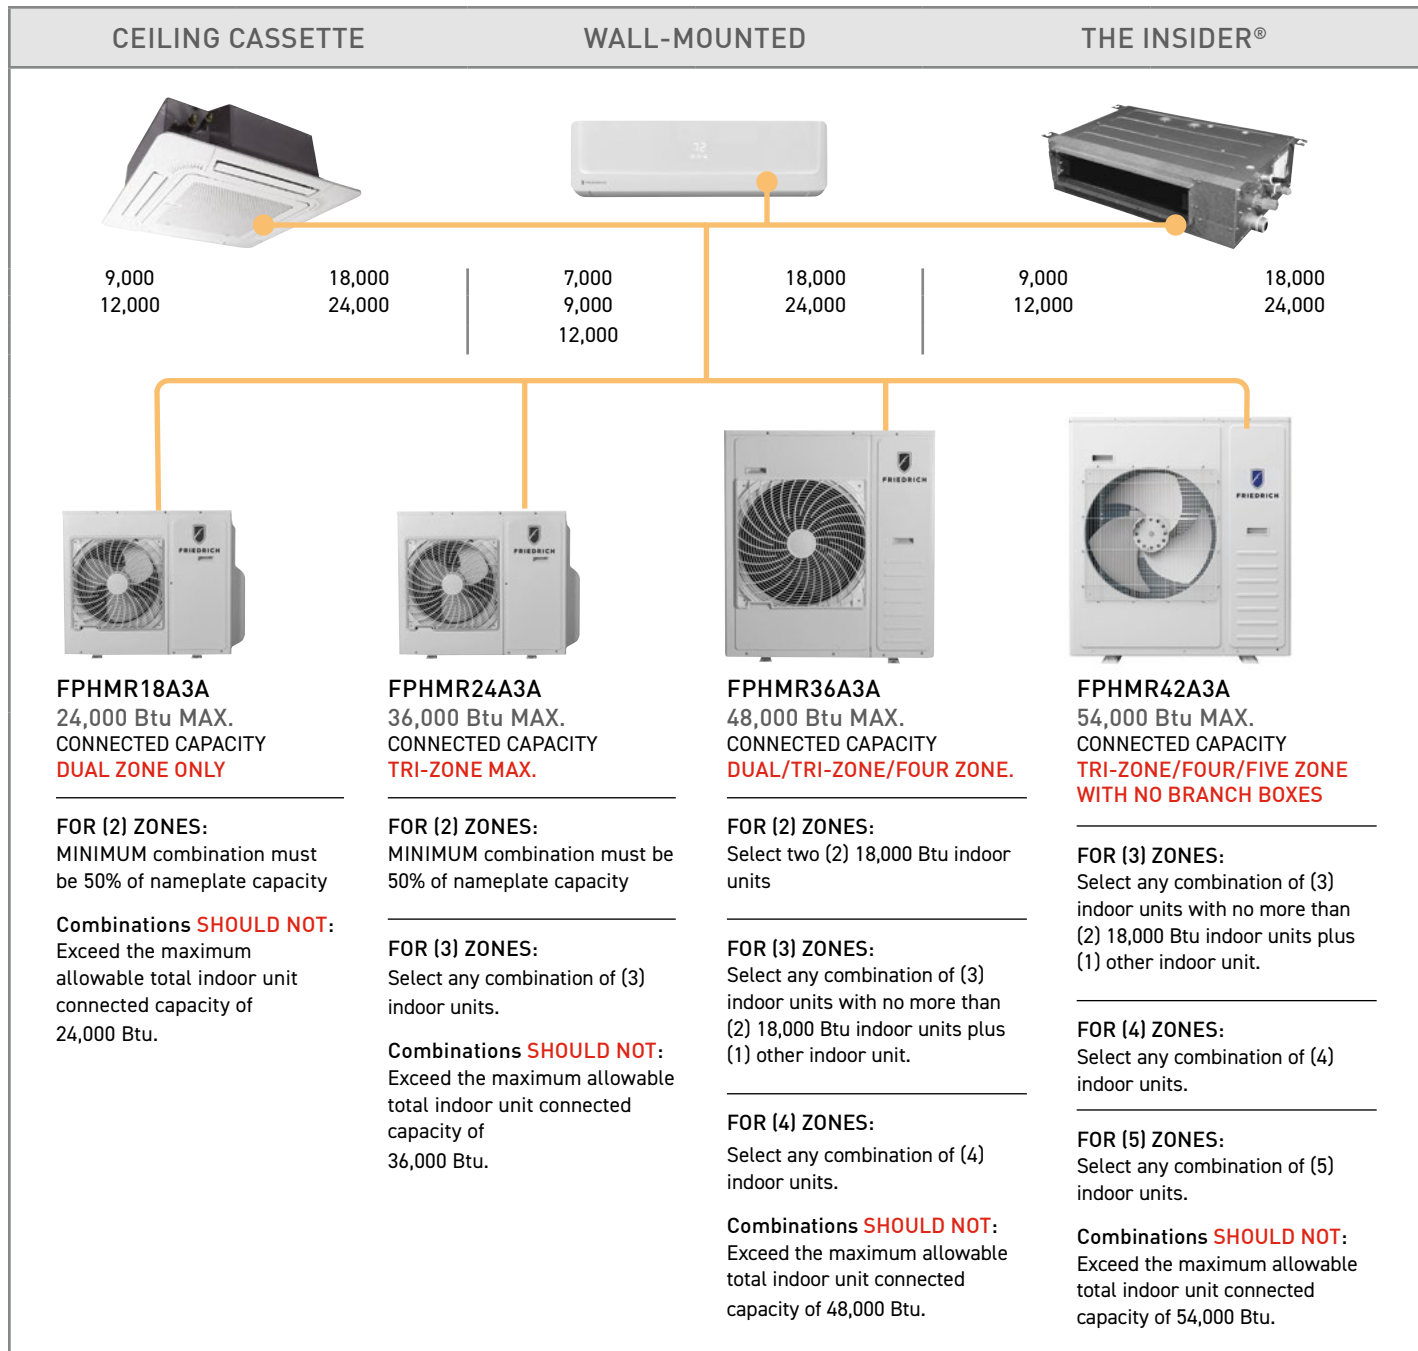 CEILING CASSETTE
WALL-MOUNTED
THE INSIDER®
72
FRIEDRICH
9,000
18,000
12,000
24,000
7,000
18,000
9,000
24,000
12,000
9,000
18,000
12,000
24,000
FRIEDRICH
FRIEDRICH
FRIEDRICH
FRIEDRICH
FPHMR18A3A
24,000 Btu MAX.
CONNECTED CAPACITY
DUAL ZONE ONLY
FOR (2) ZONES:
MINIMUM combination must
be 50% of nameplate capacity
Combinations SHOULD NOT:
Exceed the maximum
allowable total indoor unit
connected capacity of
24,000 Btu.
FPHMR24A3A
36,000 Btu MAX.
CONNECTED CAPACITY
TRI-ZONE MAX.
FOR (2) ZONES:
MINIMUM combination must be
50% of nameplate capacity
FOR (3) ZONES:
Select any combination of (3)
indoor units.
Combinations SHOULD NOT:
Exceed the maximum allowable
total indoor unit connected
capacity of
36,000 Btu.
FPHMR36A3A
48,000 Btu MAX.
CONNECTED CAPACITY
DUAL/TRI-ZONE/FOUR ZONE.
FOR (2) ZONES:
Select two (2) 18,000 Btu indoor
units
FOR (3) ZONES:
Select any combination of (3)
indoor units with no more than
(2) 18,000 Btu indoor units plus
(1) other indoor unit.
FOR (4) ZONES:
Select any combination of (4)
indoor units.
Combinations SHOULD NOT:
Exceed the maximum allowable
total indoor unit connected
capacity of 48,000 Btu.
FPHMR42A3A
54,000 Btu MAX.
CONNECTED CAPACITY
TRI-ZONE/FOUR/FIVE ZONE
WITH NO BRANCH BOXES
FOR (3) ZONES:
Select any combination of (3)
indoor units with no more than
(2) 18,000 Btu indoor units plus
(1) other indoor unit.
FOR (4) ZONES:
Select any combination of (4)
indoor units.
FOR (5) ZONES:
Select any combination of (5)
indoor units.
Combinations SHOULD NOT:
Exceed the maximum allowable
total indoor unit connected
capacity of 54,000 Btu.